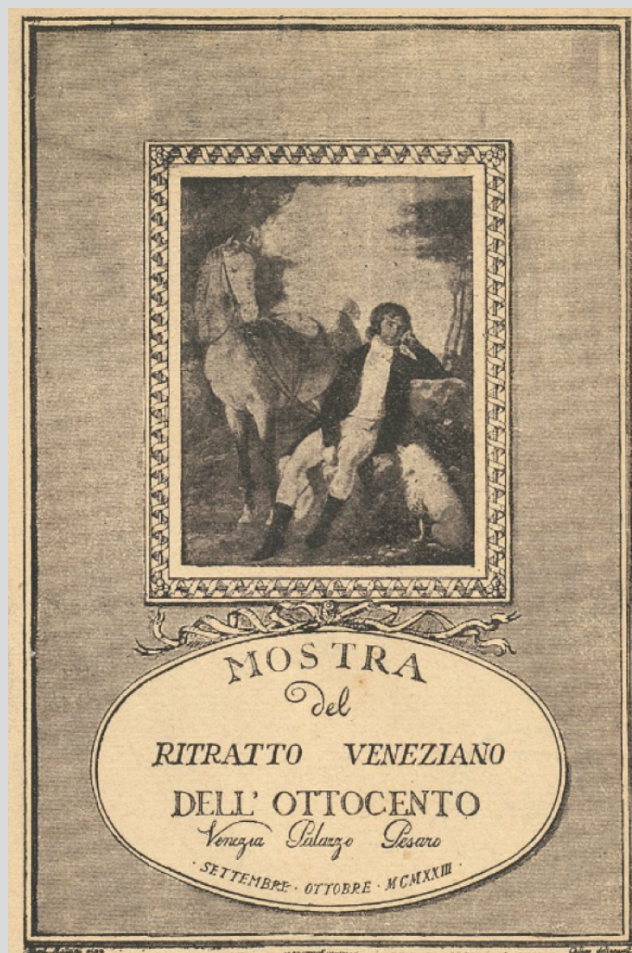 MOSTRA
del
RITRATTO VENEZIANO
DELL' OTTOCENTO
Venezia Palazzo Pesaro
· SETTEMBRE · OTTOBRE · MCMXXIII ·